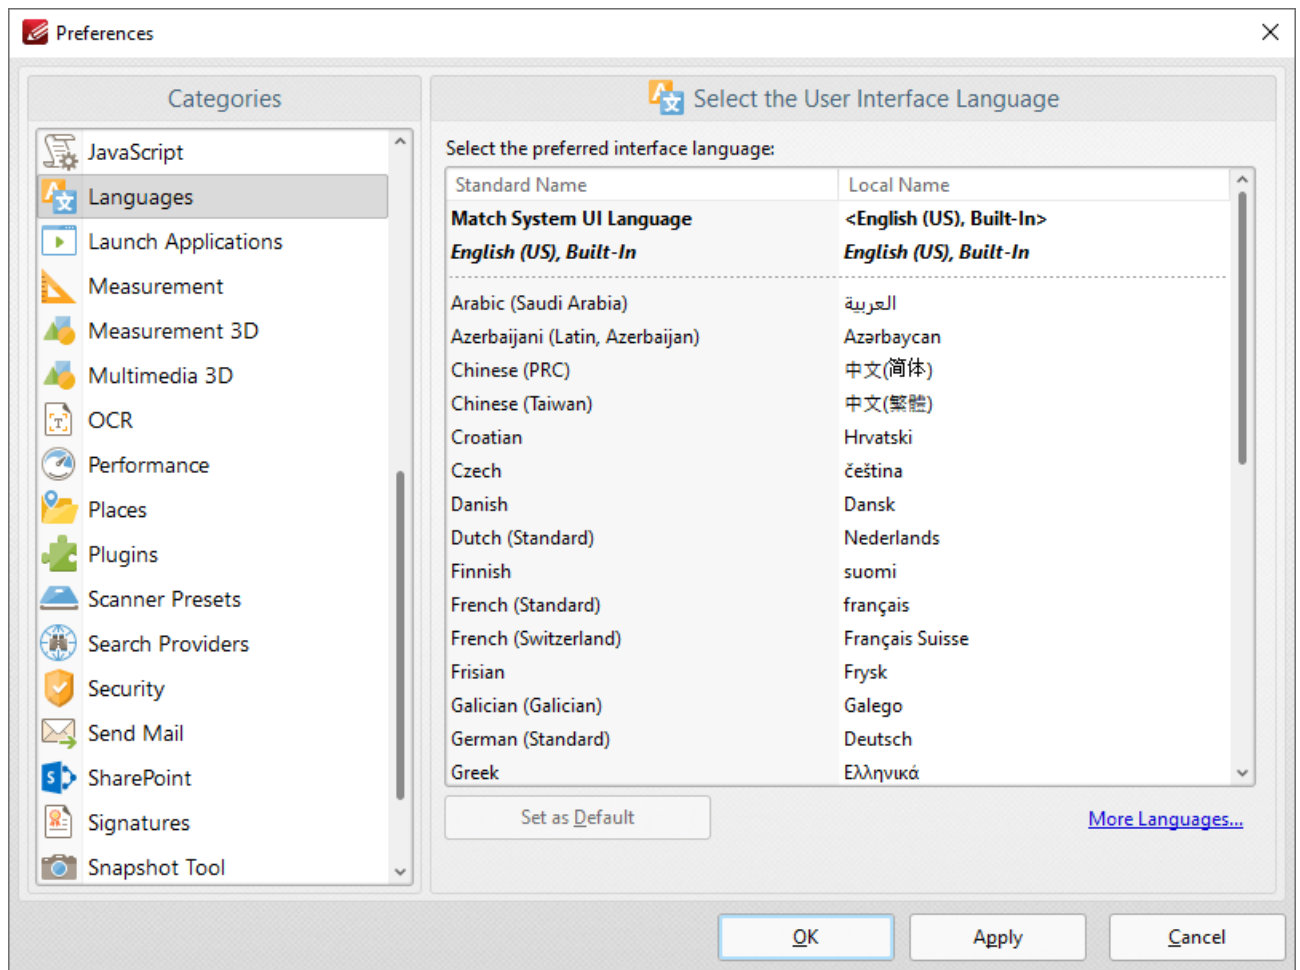 Preferences
Categories
JavaScript
Languages
Launch Applications
Measurement
Measurement 3D
Multimedia 3D
OCR
Performance
Places
Plugins
Scanner Presets
Search Providers
Security
Send Mail
SharePoint
Signatures
Snapshot Tool
Select the User Interface Language
Select the preferred interface language:
Standard Name Local Name
Match System UI Language <English (US), Built-In>
English (US), Built-In English (US), Built-In
Arabic (Saudi Arabia) العربية
Azerbaijani (Latin, Azerbaijan) Azərbaycan
Chinese (PRC) 中文(简体)
Chinese (Taiwan) 中文(繁體)
Croatian Hrvatski
Czech čeština
Danish Dansk
Dutch (Standard) Nederlands
Finnish suomi
French (Standard) français
French (Switzerland) Français Suisse
Frisian Frysk
Galician (Galician) Galego
German (Standard) Deutsch
Greek Ελληνικά
Set as Default More Languages...
OK Apply Cancel